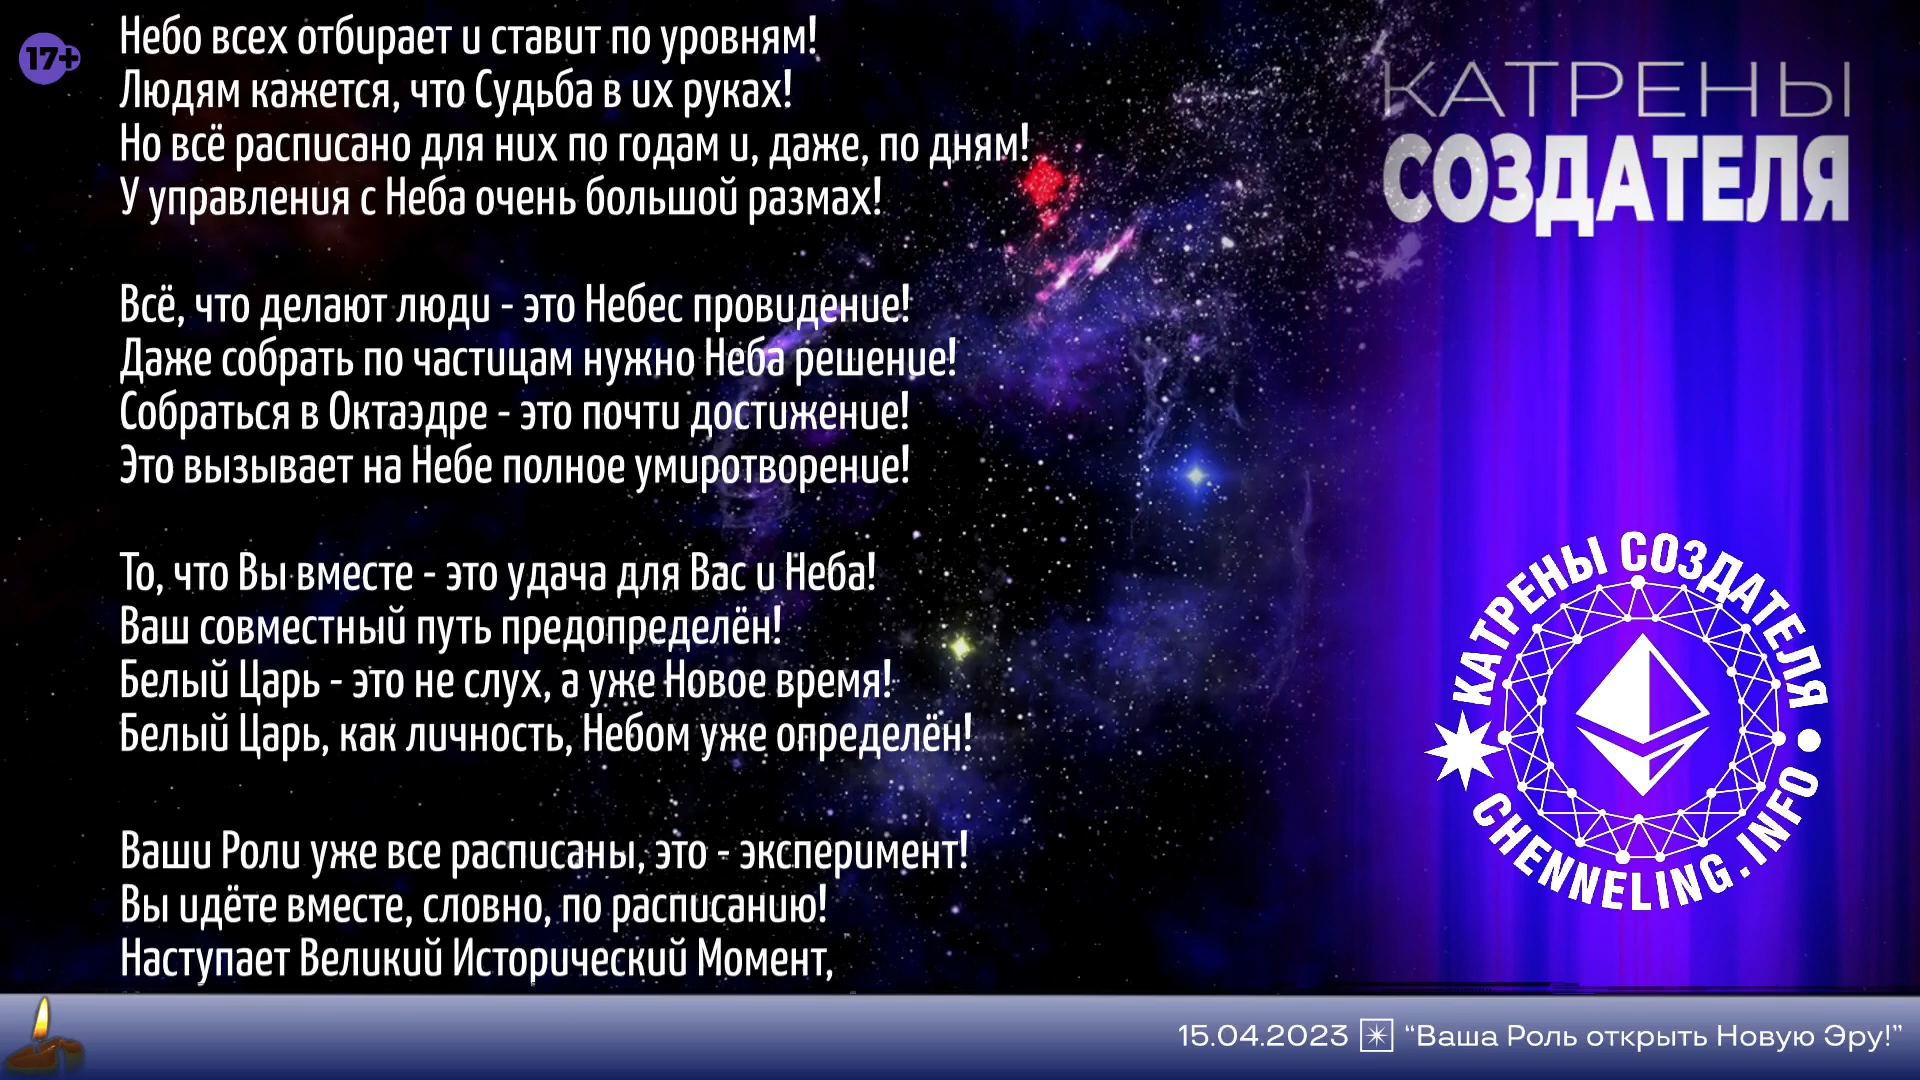 17+
Небо всех отбирает и ставит по уровням!
Людям кажется, что Судьба в их руках!
Но всё расписано для них по годам и, даже, по дням!
У управления с Неба очень большой размах!
Всё, что делают люди - это Небес провидение!
Даже собрать по частицам нужно Неба решение!
Собраться в Октаэдре - это почти достижение!
Это вызывает на Небе полное умиротворение!
То, что Вы вместе - это удача для Вас и Неба!
Ваш совместный путь предопределён!
Белый Царь - это не слух, а уже Новое время!
Белый Царь, как личность, Небом уже определён!
Ваши Роли уже все расписаны, это - эксперимент!
Вы идёте вместе, словно, по расписанию!
Наступает Великий Исторический Момент,
КАТРЕНЫ
СОЗДАТЕЛЯ
КАТРЕНЫ СОЗДАТЕЛЯ
CHENNELING.INFO
15.04.2023 “Ваша Роль открыть Новую Эру!”